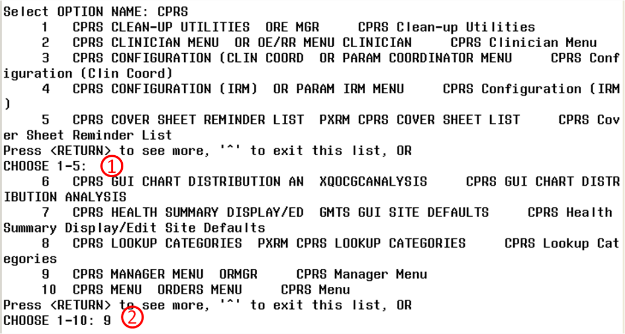 Select OPTION NAME: CPRS
1 CPRS CLEAN-UP UTILITIES ORE MGR CPRS Clean-up Utilities
2 CPRS CLINICIAN MENU OR OE/RR MENU CLINICIAN CPRS Clinician Menu
3 CPRS CONFIGURATION (CLIN COORD OR PARAM COORDINATOR MENU CPRS Conf
iguration (Clin Coord)
4 CPRS CONFIGURATION (IRM) OR PARAM IRM MENU CPRS Configuration (IRM
)
5 CPRS COVER SHEET REMINDER LIST PXRM CPRS COVER SHEET LIST CPRS Cov
er Sheet Reminder List
Press <RETURN> to see more, '^' to exit this list, OR
CHOOSE 1-5: 1
6 CPRS GUI CHART DISTRIBUTION AN XQOCGCANALYSIS CPRS GUI CHART DISTR
IBUTION ANALYSIS
7 CPRS HEALTH SUMMARY DISPLAY/ED GMTS GUI SITE DEFAULTS CPRS Health
Summary Display/Edit Site Defaults
8 CPRS LOOKUP CATEGORIES PXRM CPRS LOOKUP CATEGORIES CPRS Lookup Cat
egories
9 CPRS MANAGER MENU ORMGR CPRS Manager Menu
10 CPRS MENU ORDERS MENU CPRS Menu
Press <RETURN> to see more, '^' to exit this list, OR
CHOOSE 1-10: 9 2